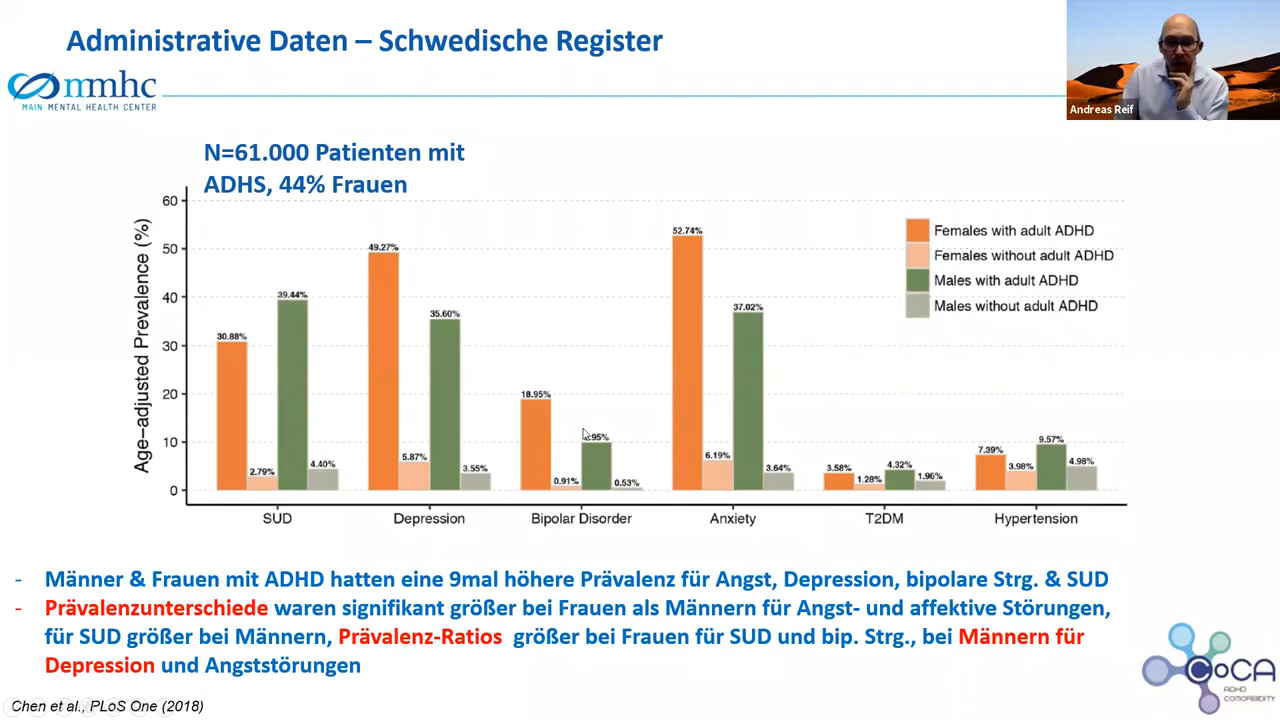 Administrative Daten – Schwedische Register
mmhc
MAIN MENTAL HEALTH CENTER
Andreas Reif
N=61.000 Patienten mit
ADHS, 44% Frauen
Age–adjusted Prevalence (%)
60
50
40
30
20
10
0
Females with adult ADHD
Females without adult ADHD
Males with adult ADHD
Males without adult ADHD
30.88%
2.79%
39.44%
4.40%
49.27%
5.87%
35.60%
3.55%
18.95%
0.91%
.95%
0.53%
52.74%
6.19%
37.02%
3.64%
3.58%
1.28%
4.32%
1.96%
7.39%
3.98%
9.57%
4.98%
SUD
Depression
Bipolar Disorder
Anxiety
T2DM
Hypertension
- Männer & Frauen mit ADHD hatten eine 9mal höhere Prävalenz für Angst, Depression, bipolare Strg. & SUD
- Prävalenzunterschiede waren signifikant größer bei Frauen als Männern für Angst- und affektive Störungen,
für SUD größer bei Männern, Prävalenz-Ratios größer bei Frauen für SUD und bip. Strg., bei Männern für
Depression und Angststörungen
Chen et al., PLoS One (2018)
CoCA
ADHD
COMORBIDITY